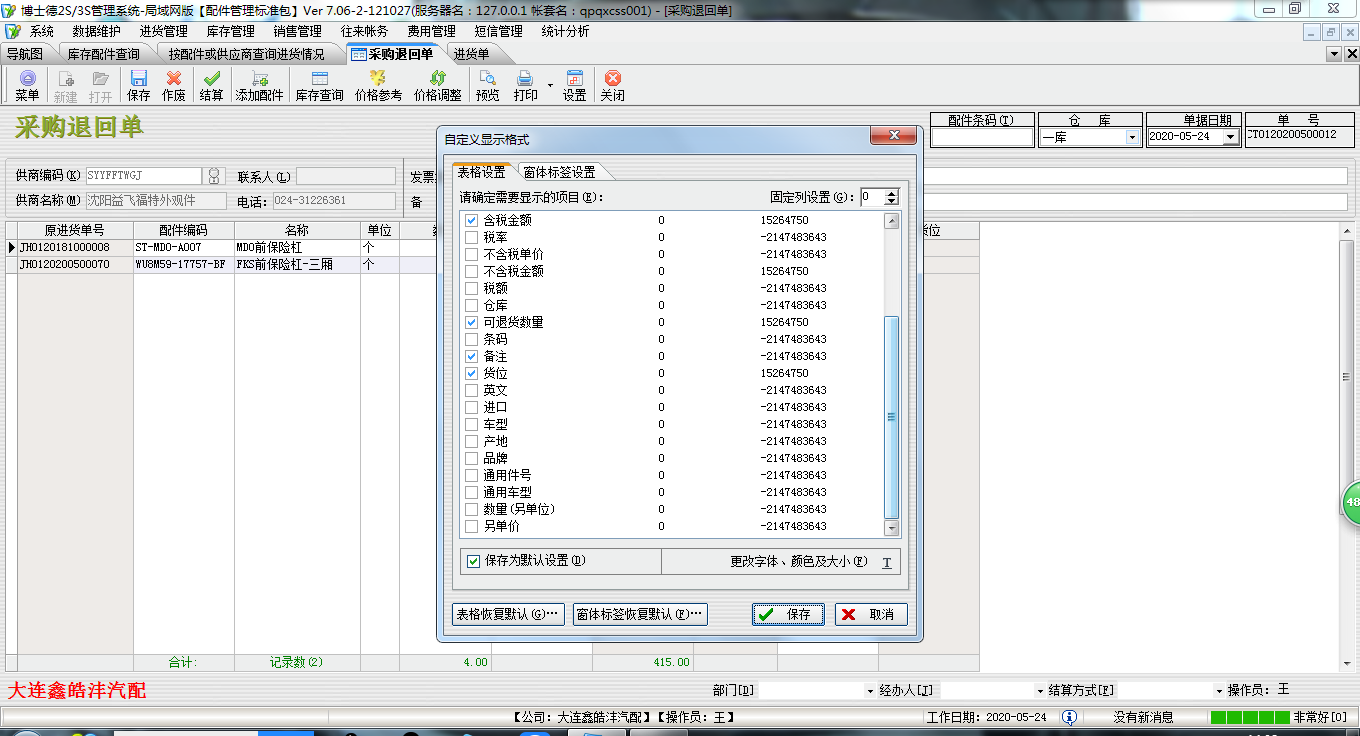 博士德2S/3S管理系统-局域网版【配件管理标准包】Ver 7.06-2-121027(服务器名：127.0.0.1 帐套名：qpqxcss001) - [采购退回单]
系统 数据维护 进货管理 库存管理 销售管理 往来帐务 费用管理 短信管理 统计分析
导航图 库存配件查询 按配件或供应商查询进货情况 采购退回单 进货单
菜单 新建 打开 保存 作废 结算 添加配件 库存查询 价格参考 价格调整 预览 打印 设置 关闭
采购退回单
配件条码(T) 仓 库 单据日期 单 号
一库 2020-05-24 CT0120200500012
供商编码(K) SYYFFTWGJ 联系人(L) 发票
供商名称(M) 沈阳益飞福特外观件 电话: 024-31226361 备
原进货单号 配件编码 名称 单位 货位
JH0120181000008 ST-MDO-A007 MDO前保险杠 个
JH0120200500070 WU8M59-17757-BF FKS前保险杠-三厢 个
自定义显示格式
表格设置 窗体标签设置
请确定需要显示的项目(E): 固定列设置(G): 0
含税金额 0 15264750
税率 0 -2147483643
不含税单价 0 -2147483643
不含税金额 0 15264750
税额 0 -2147483643
仓库 0 -2147483643
可退货数量 0 15264750
条码 0 -2147483643
备注 0 -2147483643
货位 0 15264750
英文 0 -2147483643
进口 0 -2147483643
车型 0 -2147483643
产地 0 -2147483643
品牌 0 -2147483643
通用件号 0 -2147483643
通用车型 0 -2147483643
数量(另单位) 0 -2147483643
另单价 0 -2147483643
保存为默认设置(D) 更改字体、颜色及大小(F) T
表格恢复默认(G)… 窗体标签恢复默认(F)… 保存 取消
合计: 记录数(2) 4.00 415.00
大连鑫皓沣汽配 部门[D] 经办人[J] 结算方式[P] 操作员: 王
【公司: 大连鑫皓沣汽配】【操作员: 王】 工作日期: 2020-05-24 没有新消息 非常好[0]
48